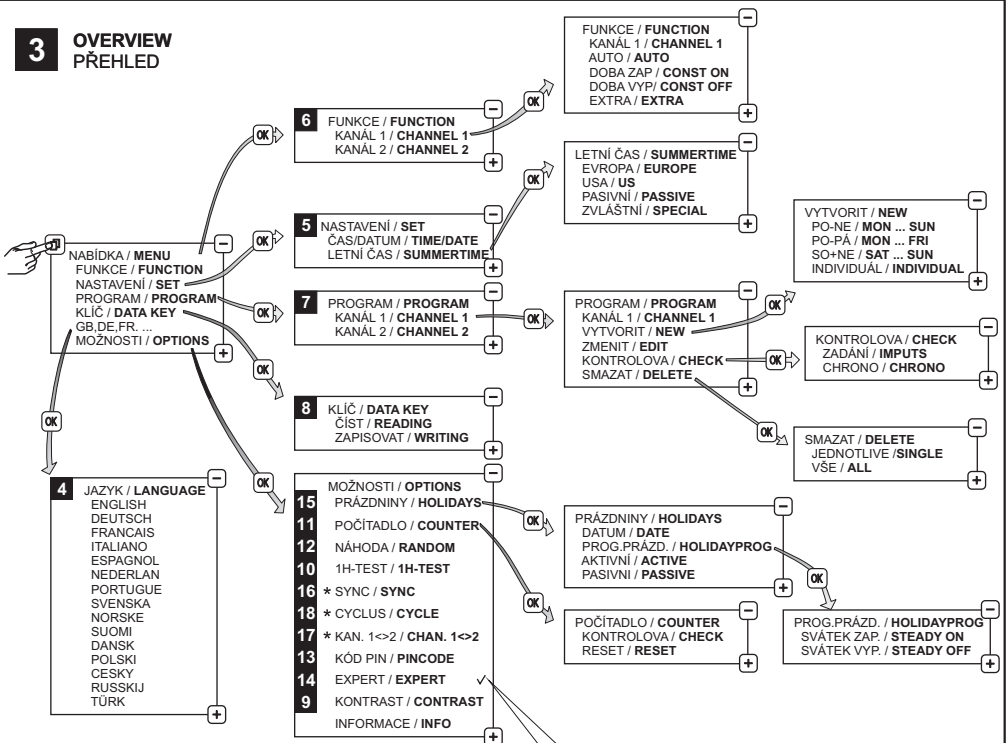 3
OVERVIEW
PŘEHLED
NABÍDKA / MENU
FUNKCE / FUNCTION
NASTAVENÍ / SET
PROGRAM / PROGRAM
KLÍČ / DATA KEY
GB,DE,FR. ...
MOŽNOSTI / OPTIONS
−
+
OK
OK
OK
OK
OK
OK
4 JAZYK / LANGUAGE
ENGLISH
DEUTSCH
FRANCAIS
ITALIANO
ESPAGNOL
NEDERLAN
PORTUGUE
SVENSKA
NORSKE
SUOMI
DANSK
POLSKI
CESKY
RUSSKIJ
TÜRK
−
+
6 FUNKCE / FUNCTION
KANÁL 1 / CHANNEL 1
KANÁL 2 / CHANNEL 2
−
+
OK
5 NASTAVENÍ / SET
ČAS/DATUM / TIME/DATE
LETNÍ ČAS / SUMMERTIME
−
+
OK
7 PROGRAM / PROGRAM
KANÁL 1 / CHANNEL 1
KANÁL 2 / CHANNEL 2
−
+
OK
8 KLÍČ / DATA KEY
ČÍST / READING
ZAPISOVAT / WRITING
−
+
MOŽNOSTI / OPTIONS
15 PRÁZDNINY / HOLIDAYS
11 POČÍTADLO / COUNTER
12 NÁHODA / RANDOM
10 1H-TEST / 1H-TEST
16 * SYNC / SYNC
18 * CYCLUS / CYCLE
17 * KAN. 1<>2 / CHAN. 1<>2
13 KÓD PIN / PINCODE
14 EXPERT / EXPERT ✓
9 KONTRAST / CONTRAST
INFORMACE / INFO
−
+
OK
OK
FUNKCE / FUNCTION
KANÁL 1 / CHANNEL 1
AUTO / AUTO
DOBA ZAP / CONST ON
DOBA VYP/ CONST OFF
EXTRA / EXTRA
−
+
LETNÍ ČAS / SUMMERTIME
EVROPA / EUROPE
USA / US
PASIVNÍ / PASSIVE
ZVLÁŠTNÍ / SPECIAL
−
+
PROGRAM / PROGRAM
KANÁL 1 / CHANNEL 1
VYTVORIT / NEW
ZMENIT / EDIT
KONTROLOVA / CHECK
SMAZAT / DELETE
−
+
OK
OK
OK
VYTVORIT / NEW
PO-NE / MON ... SUN
PO-PÁ / MON ... FRI
SO+NE / SAT ... SUN
INDIVIDUÁL / INDIVIDUAL
−
+
KONTROLOVA / CHECK
ZADÁNÍ / IMPUTS
CHRONO / CHRONO
−
+
SMAZAT / DELETE
JEDNOTLIVE /SINGLE
VŠE / ALL
−
+
PRÁZDNINY / HOLIDAYS
DATUM / DATE
PROG.PRÁZD. / HOLIDAYPROG
AKTIVNÍ / ACTIVE
PASIVNI / PASSIVE
−
+
OK
POČÍTADLO / COUNTER
KONTROLOVA / CHECK
RESET / RESET
−
+
PROG.PRÁZD. / HOLIDAYPROG
SVÁTEK ZAP. / STEADY ON
SVÁTEK VYP. / STEADY OFF
−
+